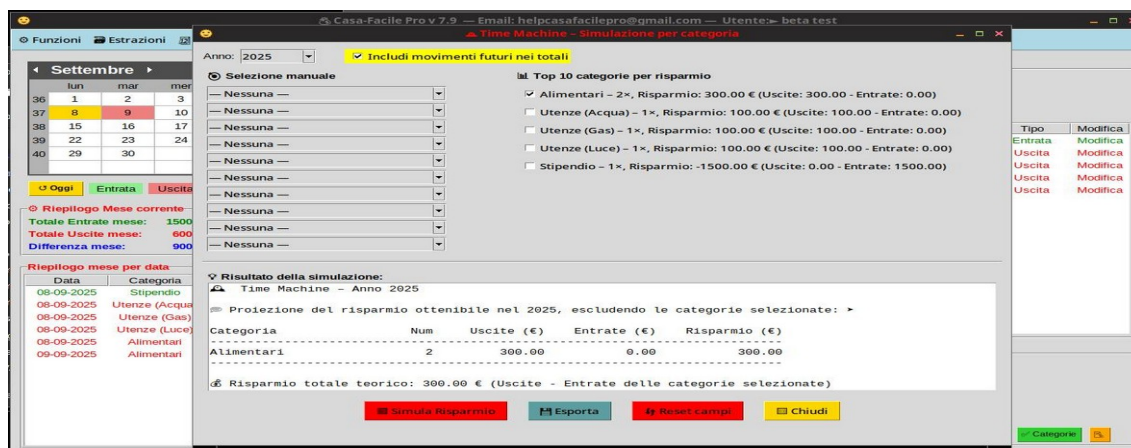 Casa-Facile Pro v 7.9 — Email: helpcasafacilepro@gmail.com — Utente:► beta test
Funzioni Estrazioni
Time Machine – Simulazione per categoria
Anno: 2025 Includi movimenti futuri nei totali
Settembre
lun mar mer
36 1 2 3
37 8 9 10
38 15 16 17
39 22 23 24
40 29 30
Oggi Entrata Uscita
Riepilogo Mese corrente
Totale Entrate mese: 1500
Totale Uscite mese: 600
Differenza mese: 900
Riepilogo mese per data
Data Categoria
08-09-2025 Stipendio
08-09-2025 Utenze (Acqua
08-09-2025 Utenze (Gas)
08-09-2025 Utenze (Luce)
08-09-2025 Alimentari
09-09-2025 Alimentari
Selezione manuale
— Nessuna —
— Nessuna —
— Nessuna —
— Nessuna —
— Nessuna —
— Nessuna —
— Nessuna —
— Nessuna —
— Nessuna —
— Nessuna —
Top 10 categorie per risparmio
Alimentari – 2×, Risparmio: 300.00 € (Uscite: 300.00 - Entrate: 0.00)
Utenze (Acqua) – 1×, Risparmio: 100.00 € (Uscite: 100.00 - Entrate: 0.00)
Utenze (Gas) – 1×, Risparmio: 100.00 € (Uscite: 100.00 - Entrate: 0.00)
Utenze (Luce) – 1×, Risparmio: 100.00 € (Uscite: 100.00 - Entrate: 0.00)
Stipendio – 1×, Risparmio: -1500.00 € (Uscite: 0.00 - Entrate: 1500.00)
Risultato della simulazione:
Time Machine – Anno 2025
Proiezione del risparmio ottenibile nel 2025, escludendo le categorie selezionate: ➤
Categoria Num Uscite (€) Entrate (€) Risparmio (€)
Alimentari 2 300.00 0.00 300.00
Risparmio totale teorico: 300.00 € (Uscite - Entrate delle categorie selezionate)
Simula Risparmio Esporta Reset campi Chiudi
Tipo Modifica
Entrata Modifica
Uscita Modifica
Uscita Modifica
Uscita Modifica
Uscita Modifica
Categorie